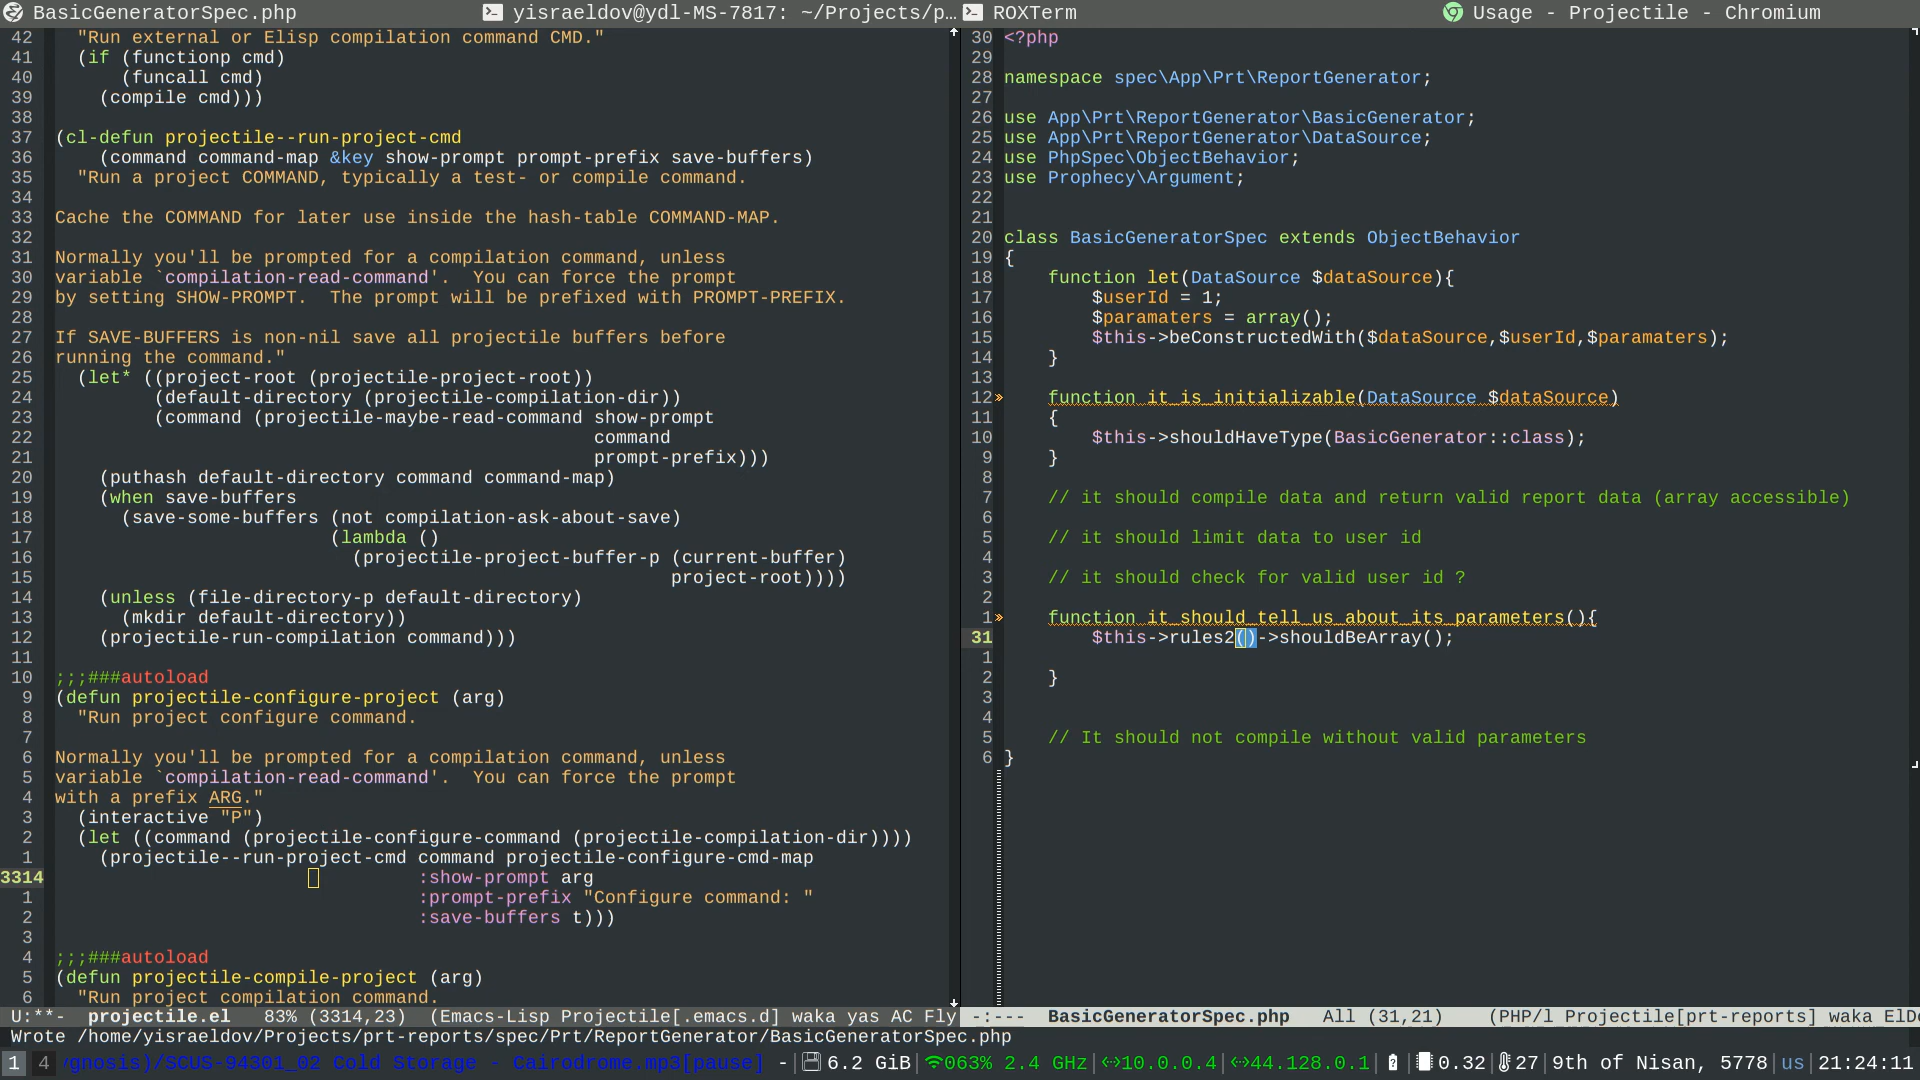 BasicGeneratorSpec.php
yisraeldov@ydl-MS-7817: ~/Projects/p…
ROXTerm
Usage - Projectile - Chromium
42 "Run external or Elisp compilation command CMD."
41 (if (functionp cmd)
40 (funcall cmd)
39 (compile cmd)))
38
37 (cl-defun projectile--run-project-cmd
36 (command command-map &key show-prompt prompt-prefix save-buffers)
35 "Run a project COMMAND, typically a test- or compile command.
34
33 Cache the COMMAND for later use inside the hash-table COMMAND-MAP.
32
31 Normally you'll be prompted for a compilation command, unless
30 variable `compilation-read-command'.  You can force the prompt
29 by setting SHOW-PROMPT.  The prompt will be prefixed with PROMPT-PREFIX.
28
27 If SAVE-BUFFERS is non-nil save all projectile buffers before
26 running the command."
25 (let* ((project-root (projectile-project-root))
24 (default-directory (projectile-compilation-dir))
23 (command (projectile-maybe-read-command show-prompt
22 command
21 prompt-prefix)))
20 (puthash default-directory command command-map)
19 (when save-buffers
18 (save-some-buffers (not compilation-ask-about-save)
17 (lambda ()
16 (projectile-project-buffer-p (current-buffer)
15 project-root))))
14 (unless (file-directory-p default-directory)
13 (mkdir default-directory))
12 (projectile-run-compilation command)))
11
10 ;;;###autoload
9 (defun projectile-configure-project (arg)
8 "Run project configure command.
7
6 Normally you'll be prompted for a compilation command, unless
5 variable `compilation-read-command'.  You can force the prompt
4 with a prefix ARG."
3 (interactive "P")
2 (let ((command (projectile-configure-command (projectile-compilation-dir))))
1 (projectile--run-project-cmd command projectile-configure-cmd-map
3314 :show-prompt arg
1 :prompt-prefix "Configure command: "
2 :save-buffers t)))
3
4 ;;;###autoload
5 (defun projectile-compile-project (arg)
6 "Run project compilation command.
U:**-  projectile.el   83% (3314,23)  (Emacs-Lisp Projectile[.emacs.d] waka yas AC Fly
30 <?php
29
28 namespace spec\App\Prt\ReportGenerator;
27
26 use App\Prt\ReportGenerator\BasicGenerator;
25 use App\Prt\ReportGenerator\DataSource;
24 use PhpSpec\ObjectBehavior;
23 use Prophecy\Argument;
22
21
20 class BasicGeneratorSpec extends ObjectBehavior
19 {
18 function let(DataSource $dataSource){
17 $userId = 1;
16 $paramaters = array();
15 $this->beConstructedWith($dataSource,$userId,$paramaters);
14 }
13
12» function it_is_initializable(DataSource $dataSource)
11 {
10 $this->shouldHaveType(BasicGenerator::class);
9 }
8
7 // it should compile data and return valid report data (array accessible)
6
5 // it should limit data to user id
4
3 // it should check for valid user id ?
2
1» function it_should_tell_us_about_its_parameters(){
31 $this->rules2()->shouldBeArray();
1
2 }
3
4
5 // It should not compile without valid parameters
6 }
-:---  BasicGeneratorSpec.php   All (31,21)    (PHP/l Projectile[prt-reports] waka ElDo
Wrote /home/yisraeldov/Projects/prt-reports/spec/Prt/ReportGenerator/BasicGeneratorSpec.php
1 4 gnosis)/SCUS-94301_02 Cold Storage - Cairodrome.mp3[pause] - | 6.2 GiB | 063% 2.4 GHz | 10.0.0.4 | 44.128.0.1 | | 0.32 | 27 | 9th of Nisan, 5778 | us | 21:24:11